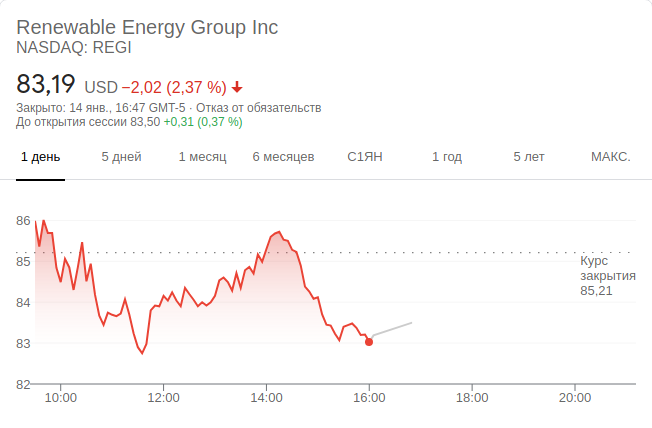 Renewable Energy Group Inc
NASDAQ: REGI
83,19 USD −2,02 (2,37 %)
Закрыто: 14 янв., 16:47 GMT-5 · Отказ от обязательств
До открытия сессии 83,50 +0,31 (0,37 %)
1 день 5 дней 1 месяц 6 месяцев С1ЯН 1 год 5 лет МАКС.
86
85
84
83
82
Курс
закрытия
85,21
10:00 12:00 14:00 16:00 18:00 20:00